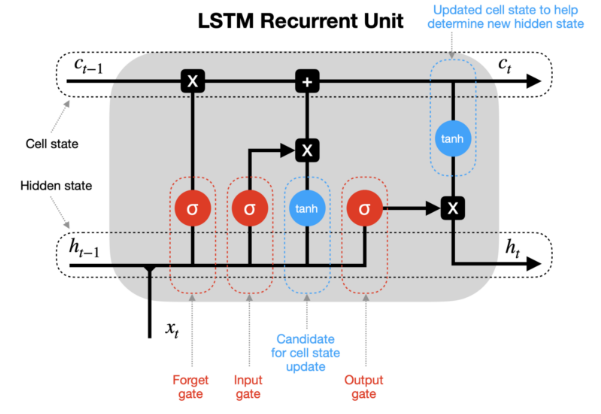 LSTM Recurrent Unit
Updated cell state to help
determine new hidden state
c_{t-1}
X
+
c_t
tanh
Cell state
X
Hidden state
σ
σ
tanh
σ
X
h_{t-1}
h_t
x_t
Candidate
for cell state
update
Forget
gate
Input
gate
Output
gate